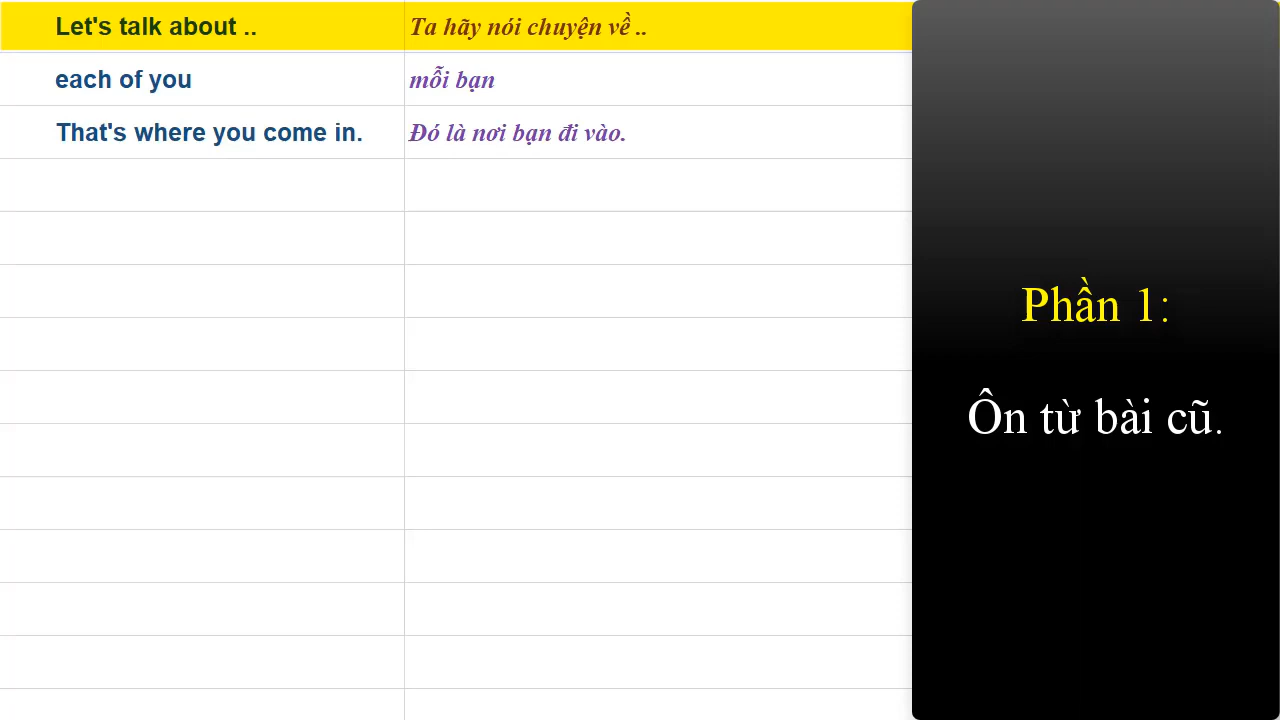 Let's talk about .. Ta hãy nói chuyện về ..
each of you mỗi bạn
That's where you come in. Đó là nơi bạn đi vào.
Phần 1:
Ôn từ bài cũ.